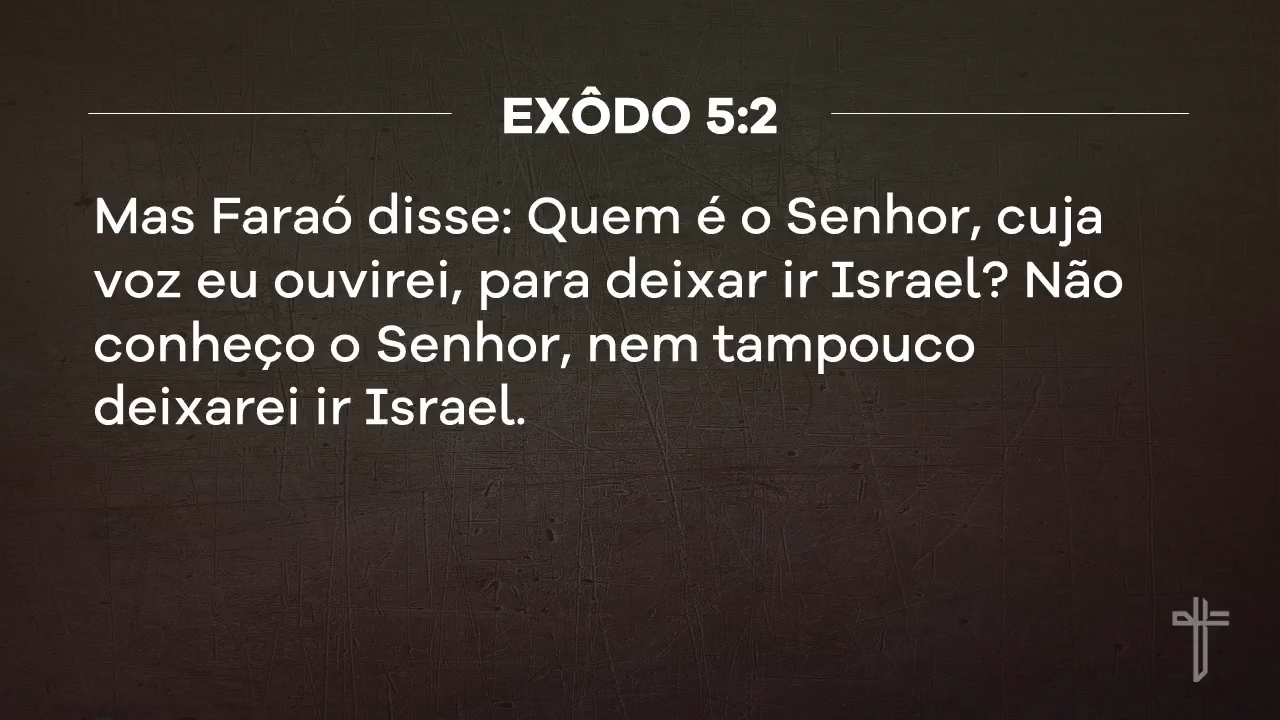 EXÔDO 5:2
Mas Faraó disse: Quem é o Senhor, cuja
voz eu ouvirei, para deixar ir Israel? Não
conheço o Senhor, nem tampouco
deixarei ir Israel.